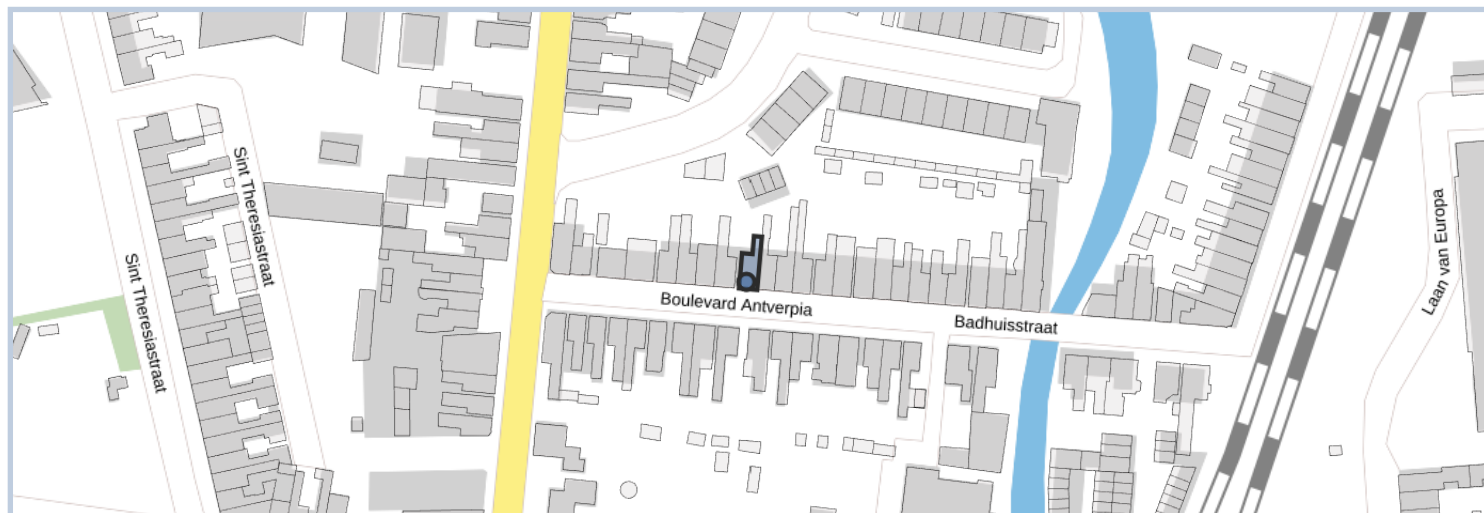 Sint Theresiastraat
Sint Theresiastraat
Boulevard Antverpia
Badhuisstraat
Laan van Europa